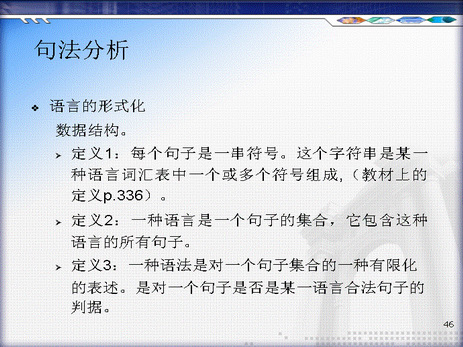 句法分析
语言的形式化
数据结构。
定义1：每个句子是一串符号。这个字符串是某一
种语言词汇表中一个或多个符号组成,（教材上的
定义p.336）。
定义2：一种语言是一个句子的集合，它包含这种
语言的所有句子。
定义3：一种语法是对一个句子集合的一种有限化
的表述。是对一个句子是否是某一语言合法句子的
判据。
46